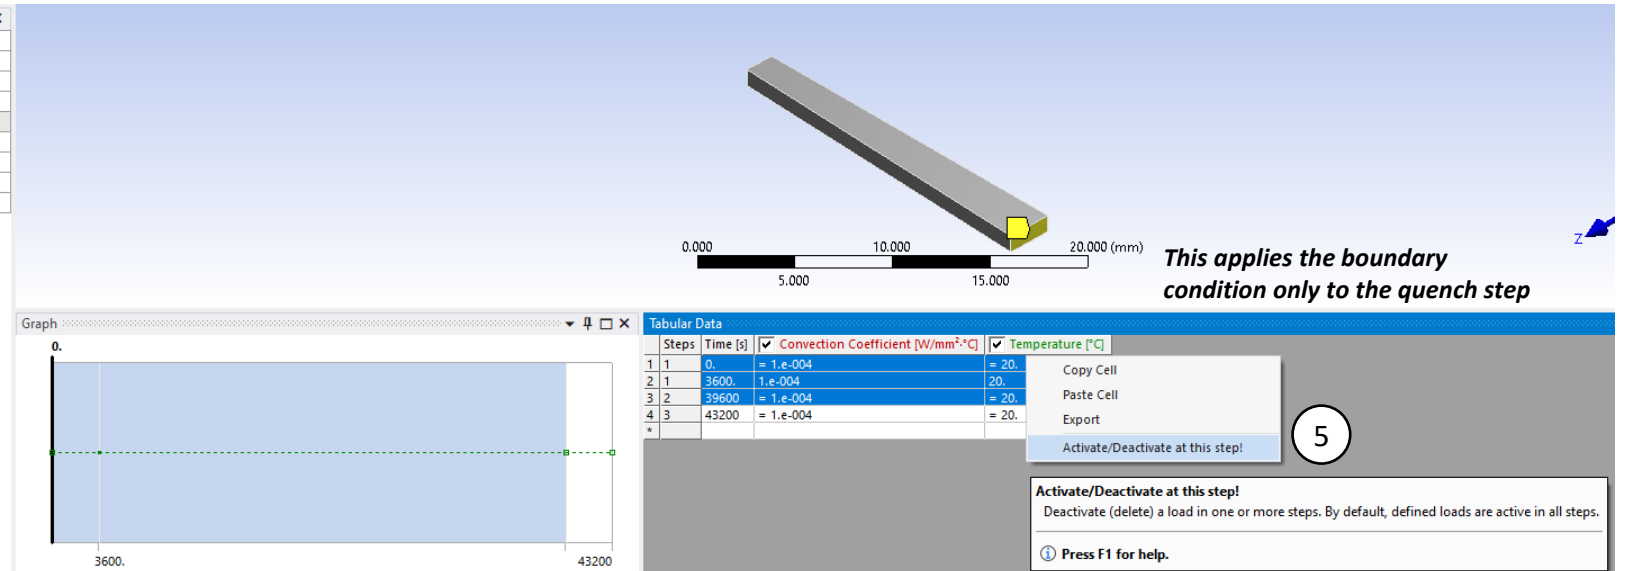 0.000
10.000
20.000 (mm)
5.000
15.000
Z
This applies the boundary
condition only to the quench step
Graph
0.
3600.
43200
Tabular Data
Steps Time [s] Convection Coefficient [W/mm²·°C] Temperature [°C]
1 1 0. = 1.e-004 = 20.
2 1 3600. 1.e-004 20.
3 2 39600 = 1.e-004 = 20.
4 3 43200 = 1.e-004 = 20.
*
Copy Cell
Paste Cell
Export
Activate/Deactivate at this step!
5
Activate/Deactivate at this step!
Deactivate (delete) a load in one or more steps. By default, defined loads are active in all steps.
Press F1 for help.